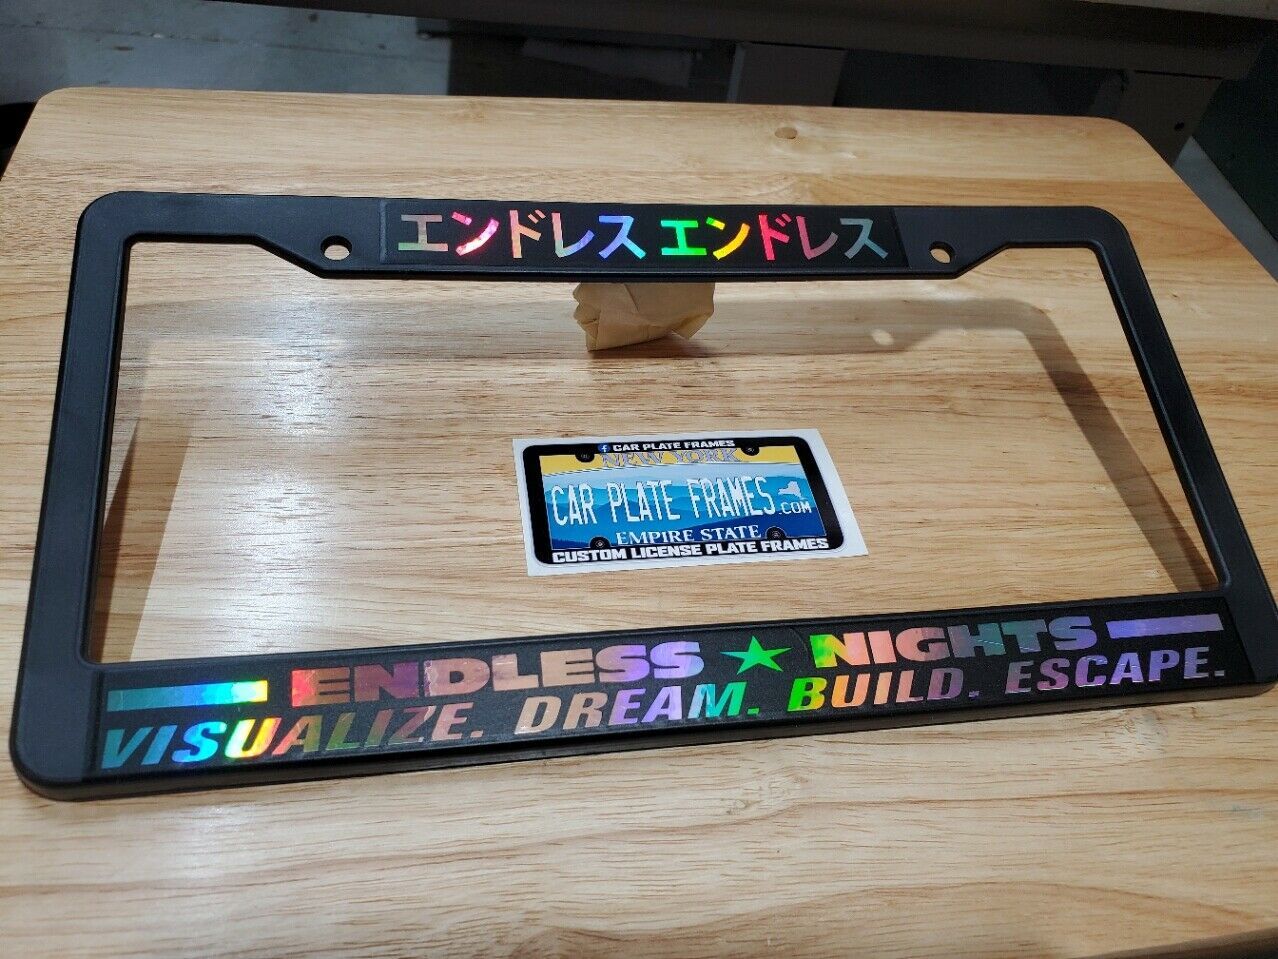 エンドレス エンドレス
CAR PLATE FRAMES
NEW YORK
CAR PLATE FRAMES.COM
EMPIRE STATE
CUSTOM LICENSE PLATE FRAMES
ENDLESS ★ NIGHTS
VISUALIZE. DREAM. BUILD. ESCAPE.